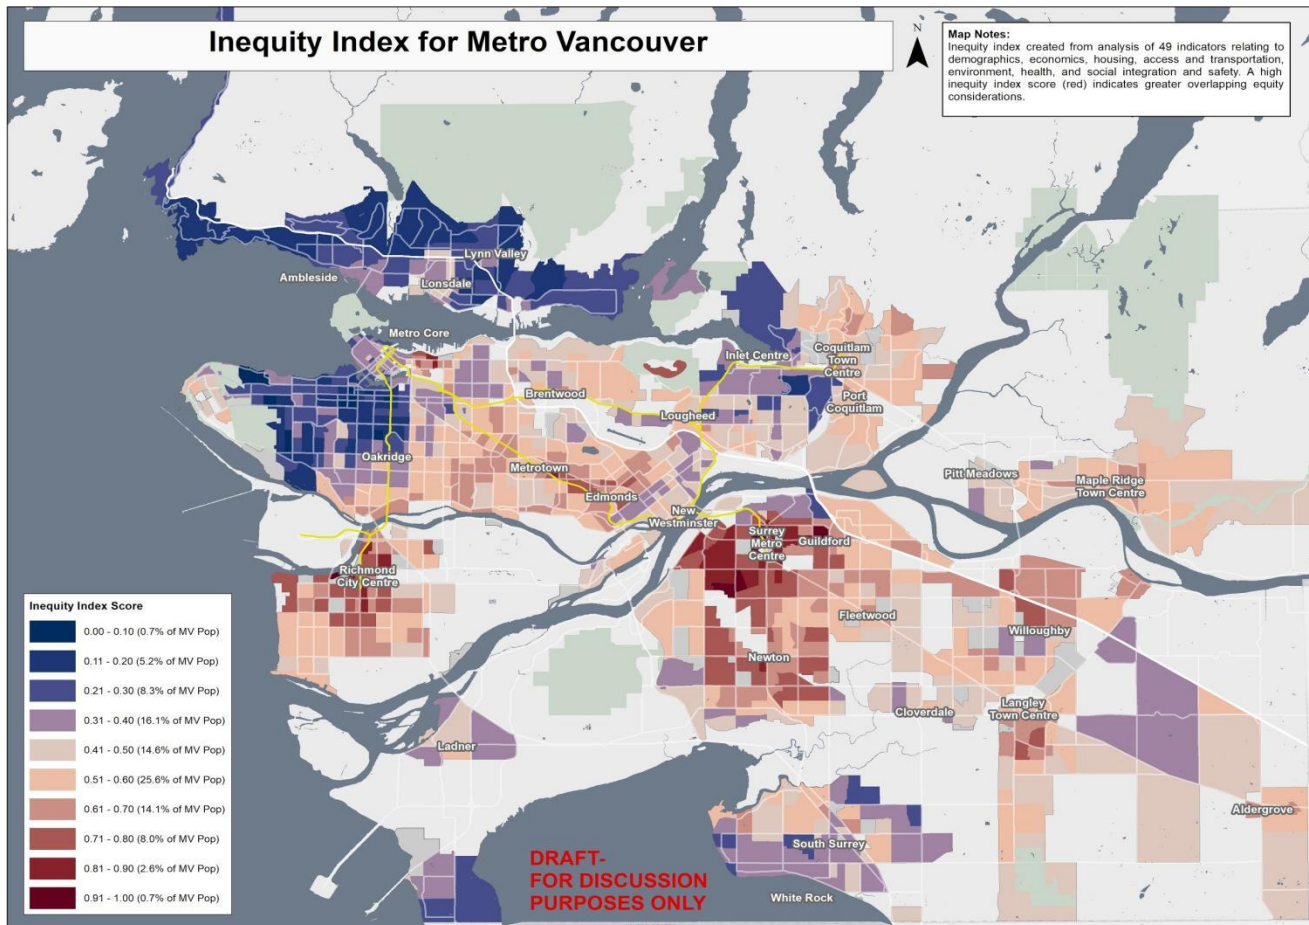 Inequity Index for Metro Vancouver
N
Map Notes:
Inequity index created from analysis of 49 indicators relating to
demographics, economics, housing, access and transportation,
environment, health, and social integration and safety. A high
inequity index score (red) indicates greater overlapping equity
considerations.
Lynn Valley
Ambleside
Lonsdale
Metro Core
Inlet Centre
Coquitlam
Town
Centre
Brentwood
Port
Coquitlam
Lougheed
Oakridge
Metrotown
Pitt Meadows
Maple Ridge
Town Centre
Edmonds
New
Westminster
Surrey
Metro
Centre
Guildford
Richmond
City Centre
Fleetwood
Willoughby
Newton
Cloverdale
Langley
Town Centre
Ladner
Aldergrove
South Surrey
White Rock
Inequity Index Score
0.00 - 0.10 (0.7% of MV Pop)
0.11 - 0.20 (5.2% of MV Pop)
0.21 - 0.30 (8.3% of MV Pop)
0.31 - 0.40 (16.1% of MV Pop)
0.41 - 0.50 (14.6% of MV Pop)
0.51 - 0.60 (25.6% of MV Pop)
0.61 - 0.70 (14.1% of MV Pop)
0.71 - 0.80 (8.0% of MV Pop)
0.81 - 0.90 (2.6% of MV Pop)
0.91 - 1.00 (0.7% of MV Pop)
DRAFT-
FOR DISCUSSION
PURPOSES ONLY